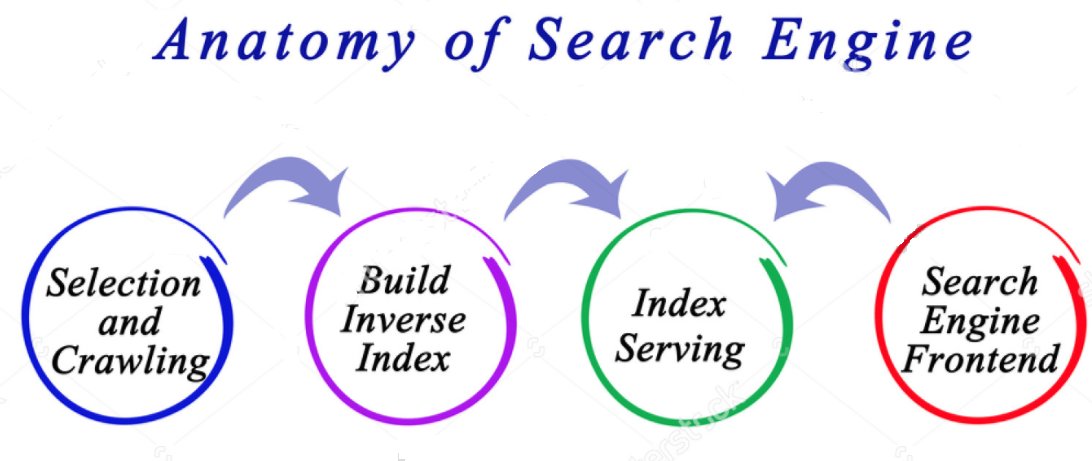 Anatomy of Search Engine
Selection
and
Crawling
Build
Inverse
Index
Index
Serving
Search
Engine
Frontend